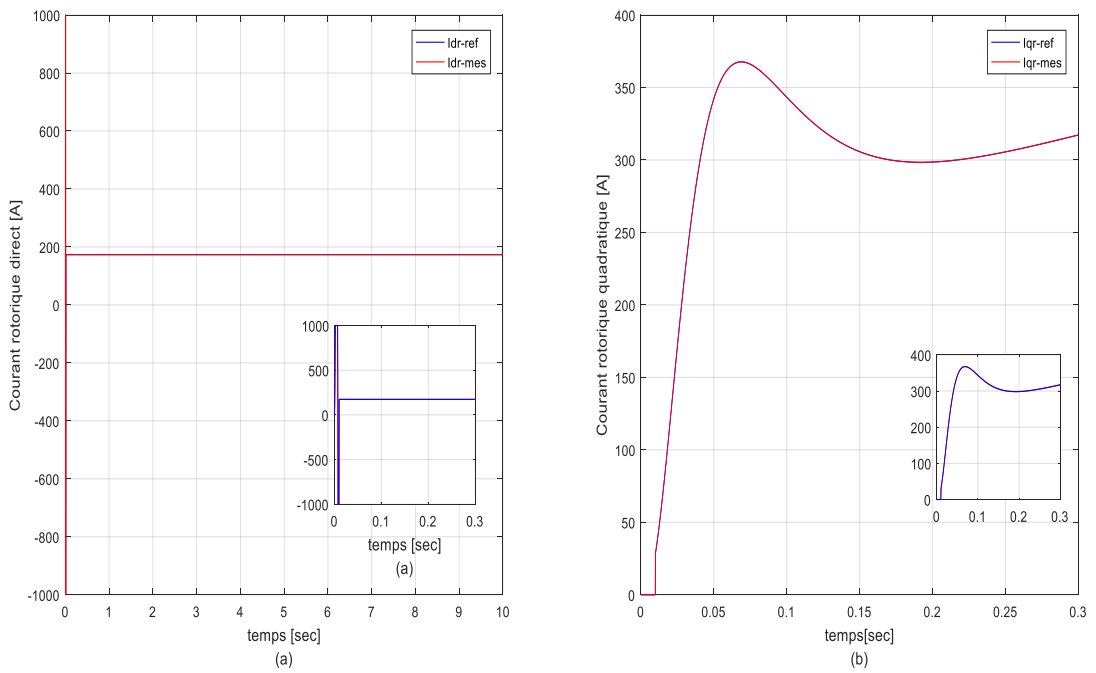 1000
800
600
400
200
0
-200
-400
-600
-800
-1000
Courant rotorique direct [A]
Idr-ref
Idr-mes
1000
500
0
-500
-1000
0 0.1 0.2 0.3
temps [sec]
(a)
0 1 2 3 4 5 6 7 8 9 10
temps [sec]
(a)
400
350
300
250
200
150
100
50
0
Courant rotorique quadratique [A]
Iqr-ref
Iqr-mes
400
300
200
100
0
0 0.1 0.2 0.3
0 0.05 0.1 0.15 0.2 0.25 0.3
temps[sec]
(b)